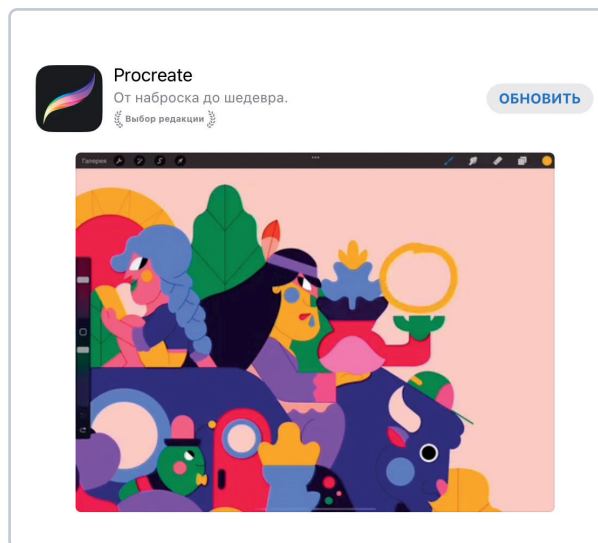 Procreate
От наброска до шедевра.
Выбор редакции
ОБНОВИТЬ
Галерея